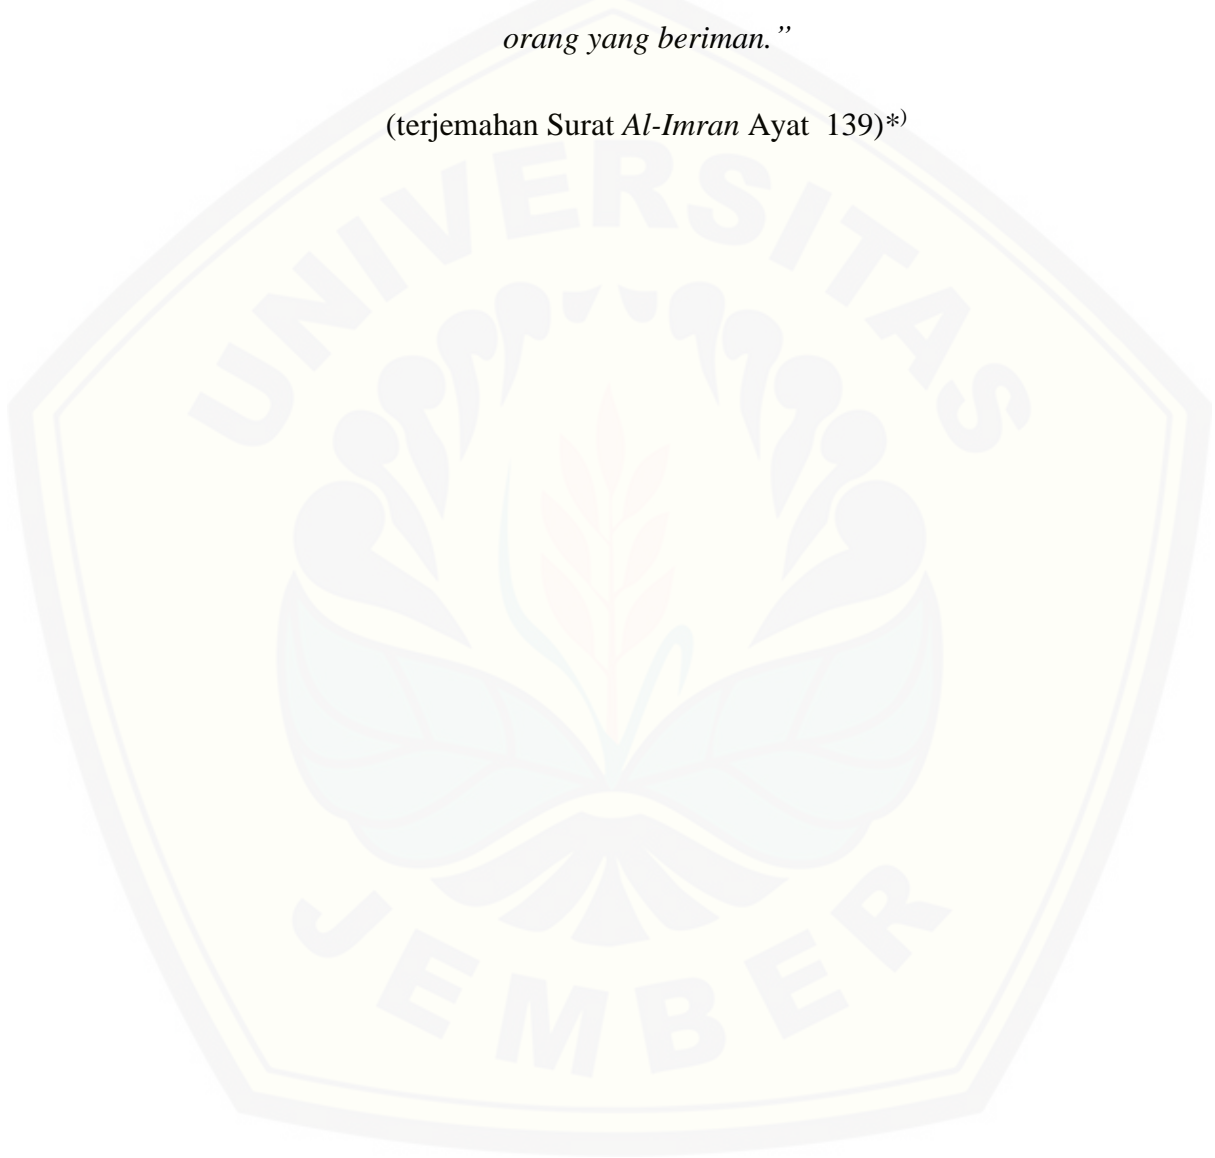 orang yang beriman.”
(terjemahan Surat Al-Imran Ayat  139)*)
UNIVERSITAS
JEMBER